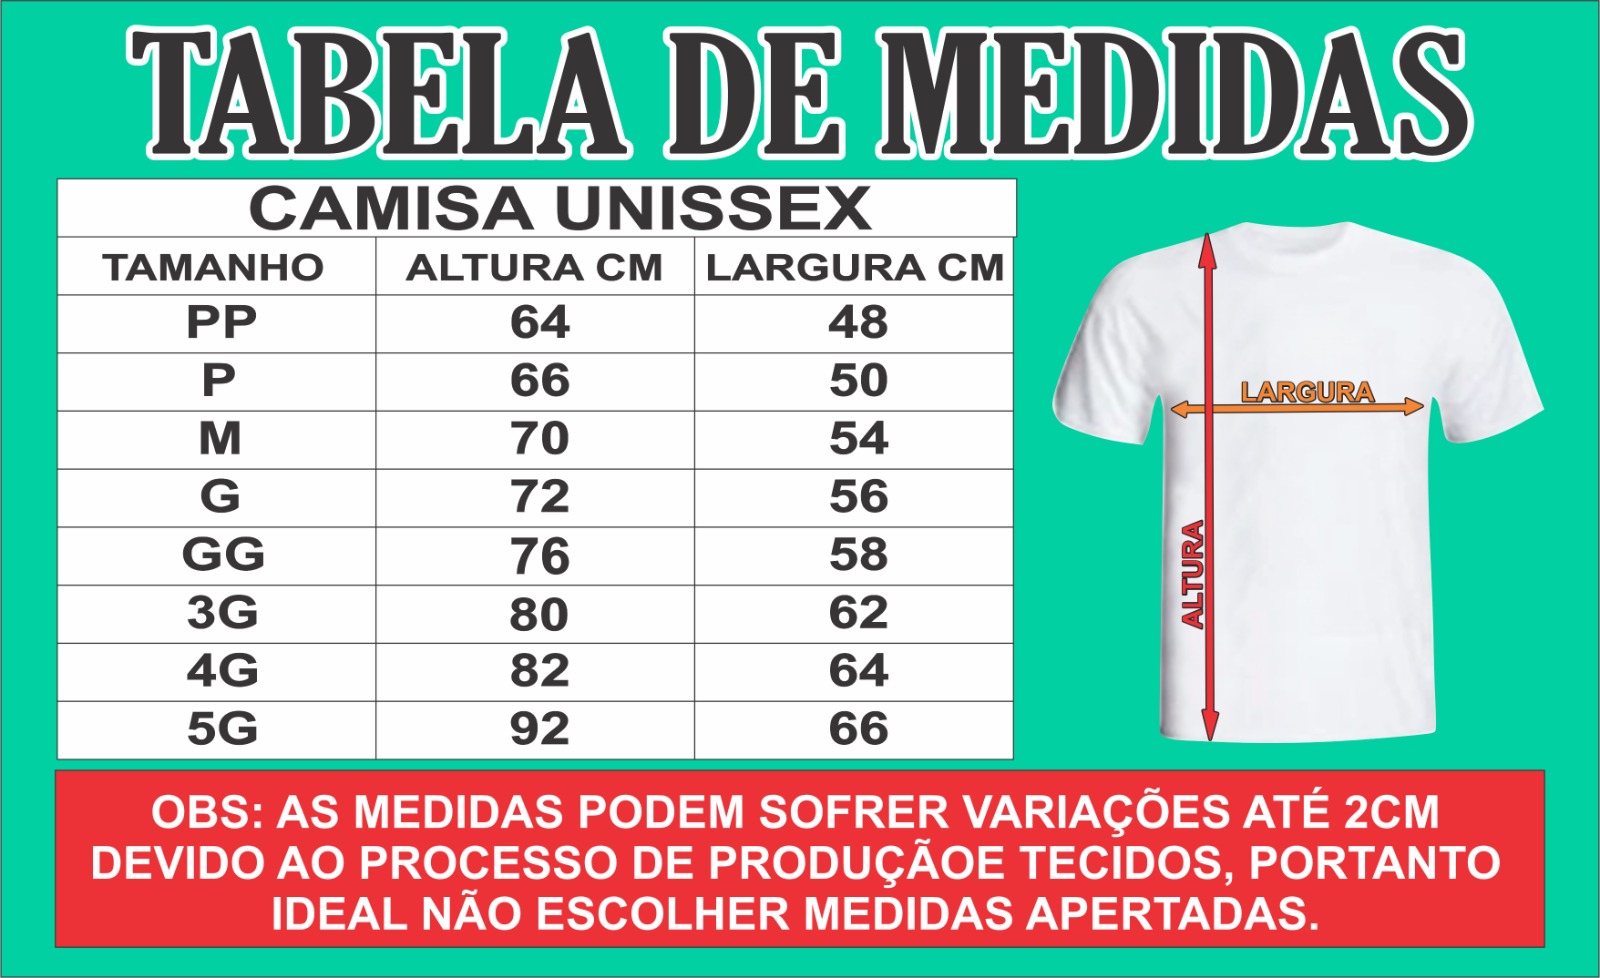 TABELA DE MEDIDAS
CAMISA UNISSEX
TAMANHO ALTURA CM LARGURA CM
PP 64 48
P 66 50
M 70 54
G 72 56
GG 76 58
3G 80 62
4G 82 64
5G 92 66
LARGURA
ALTURA
OBS: AS MEDIDAS PODEM SOFRER VARIAÇÕES ATÉ 2CM
DEVIDO AO PROCESSO DE PRODUÇÃOE TECIDOS, PORTANTO
IDEAL NÃO ESCOLHER MEDIDAS APERTADAS.